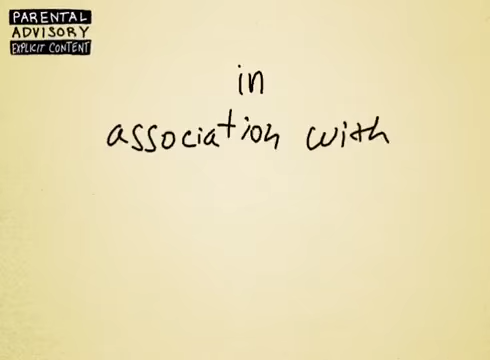 PARENTAL
ADVISORY
EXPLICIT CONTENT
in
association with